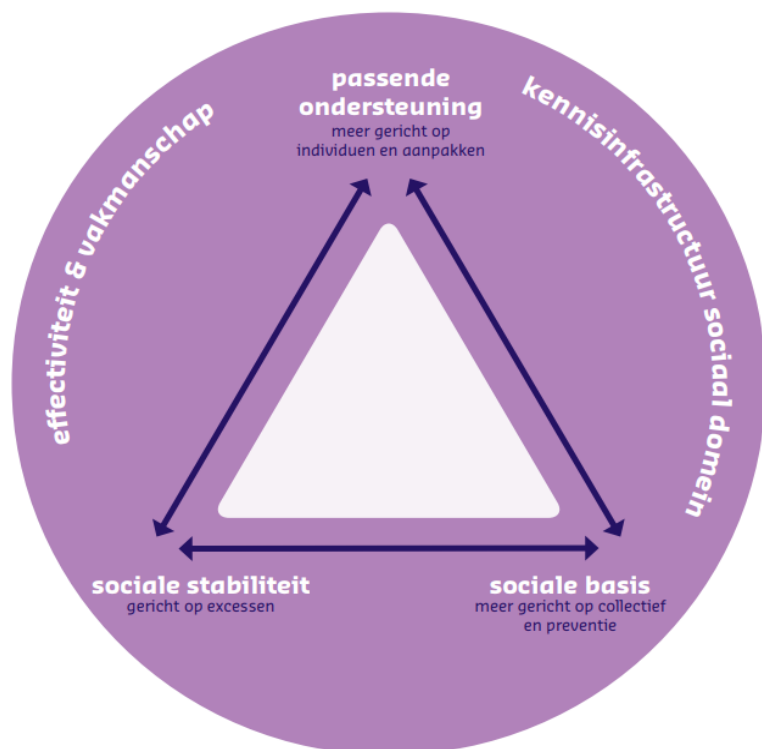 passende
ondersteuning
meer gericht op
individuen en aanpakken
effectiviteit & vakmanschap
kennisinfrastructuur sociaal domein
sociale stabiliteit
gericht op excessen
sociale basis
meer gericht op collectief
en preventie